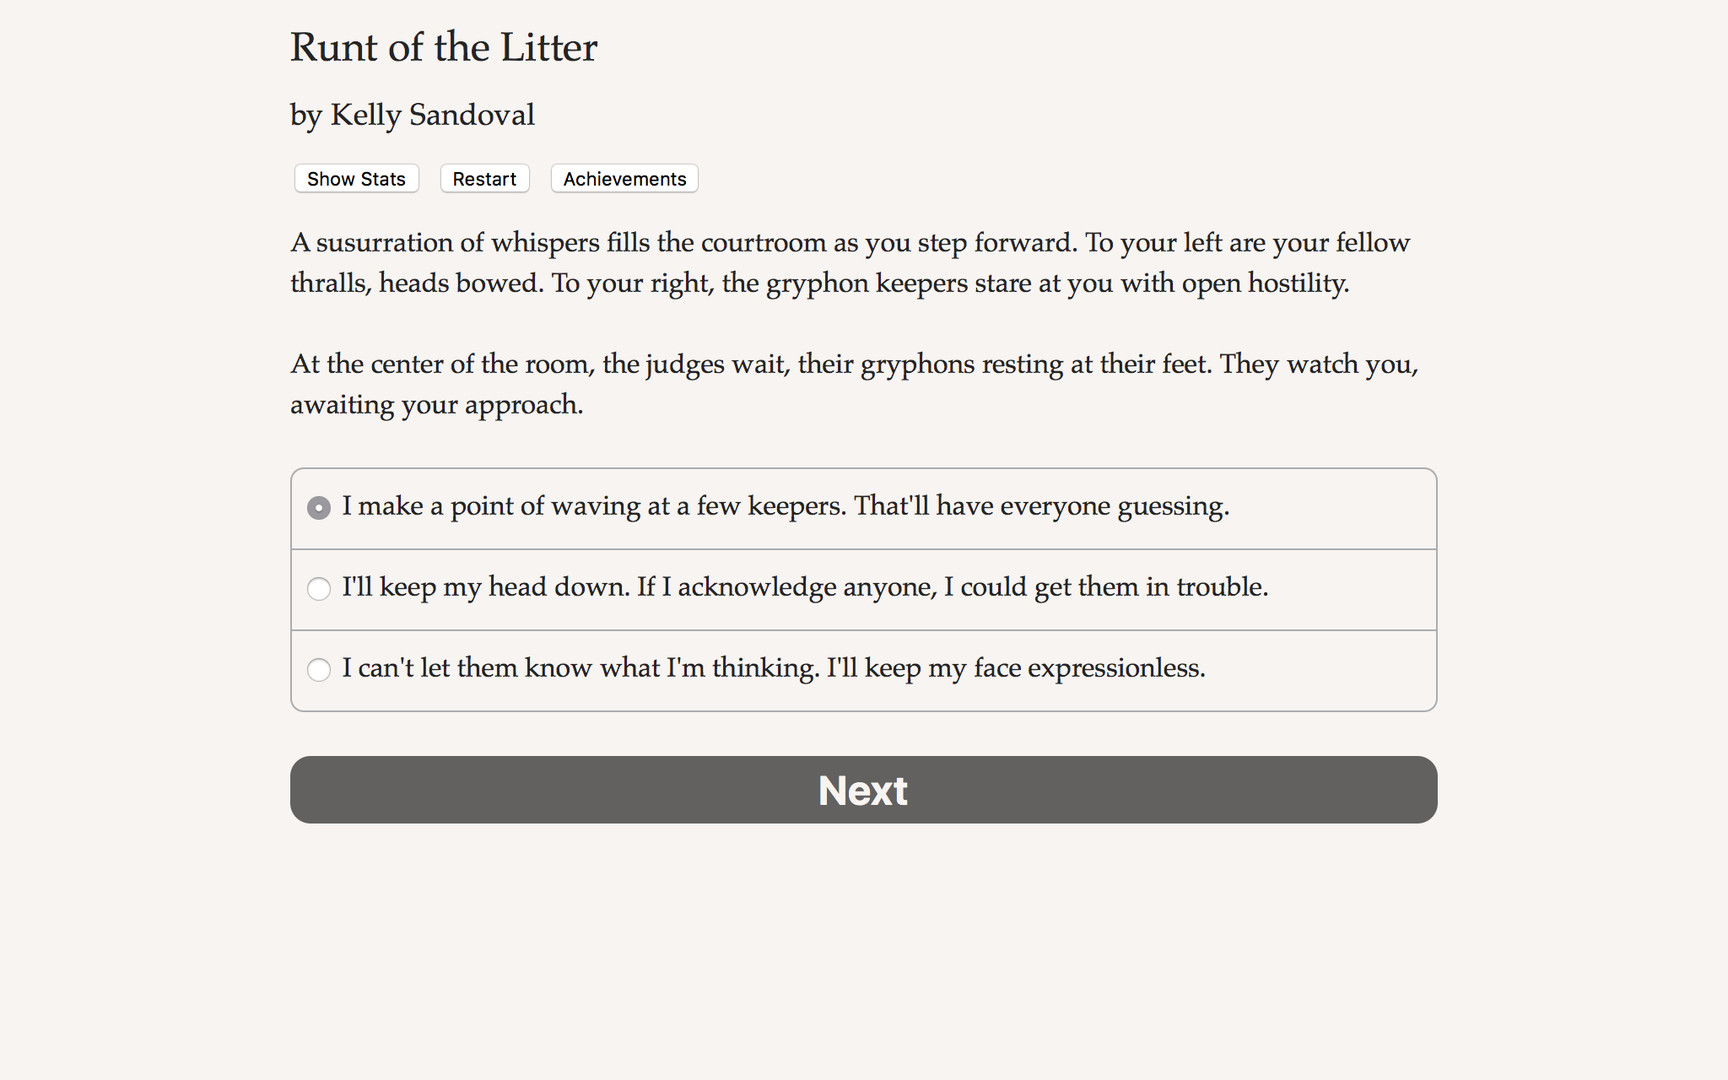 Runt of the Litter
by Kelly Sandoval
Show Stats Restart Achievements
A susurration of whispers fills the courtroom as you step forward. To your left are your fellow
thralls, heads bowed. To your right, the gryphon keepers stare at you with open hostility.
At the center of the room, the judges wait, their gryphons resting at their feet. They watch you,
awaiting your approach.
I make a point of waving at a few keepers. That'll have everyone guessing.
I'll keep my head down. If I acknowledge anyone, I could get them in trouble.
I can't let them know what I'm thinking. I'll keep my face expressionless.
Next